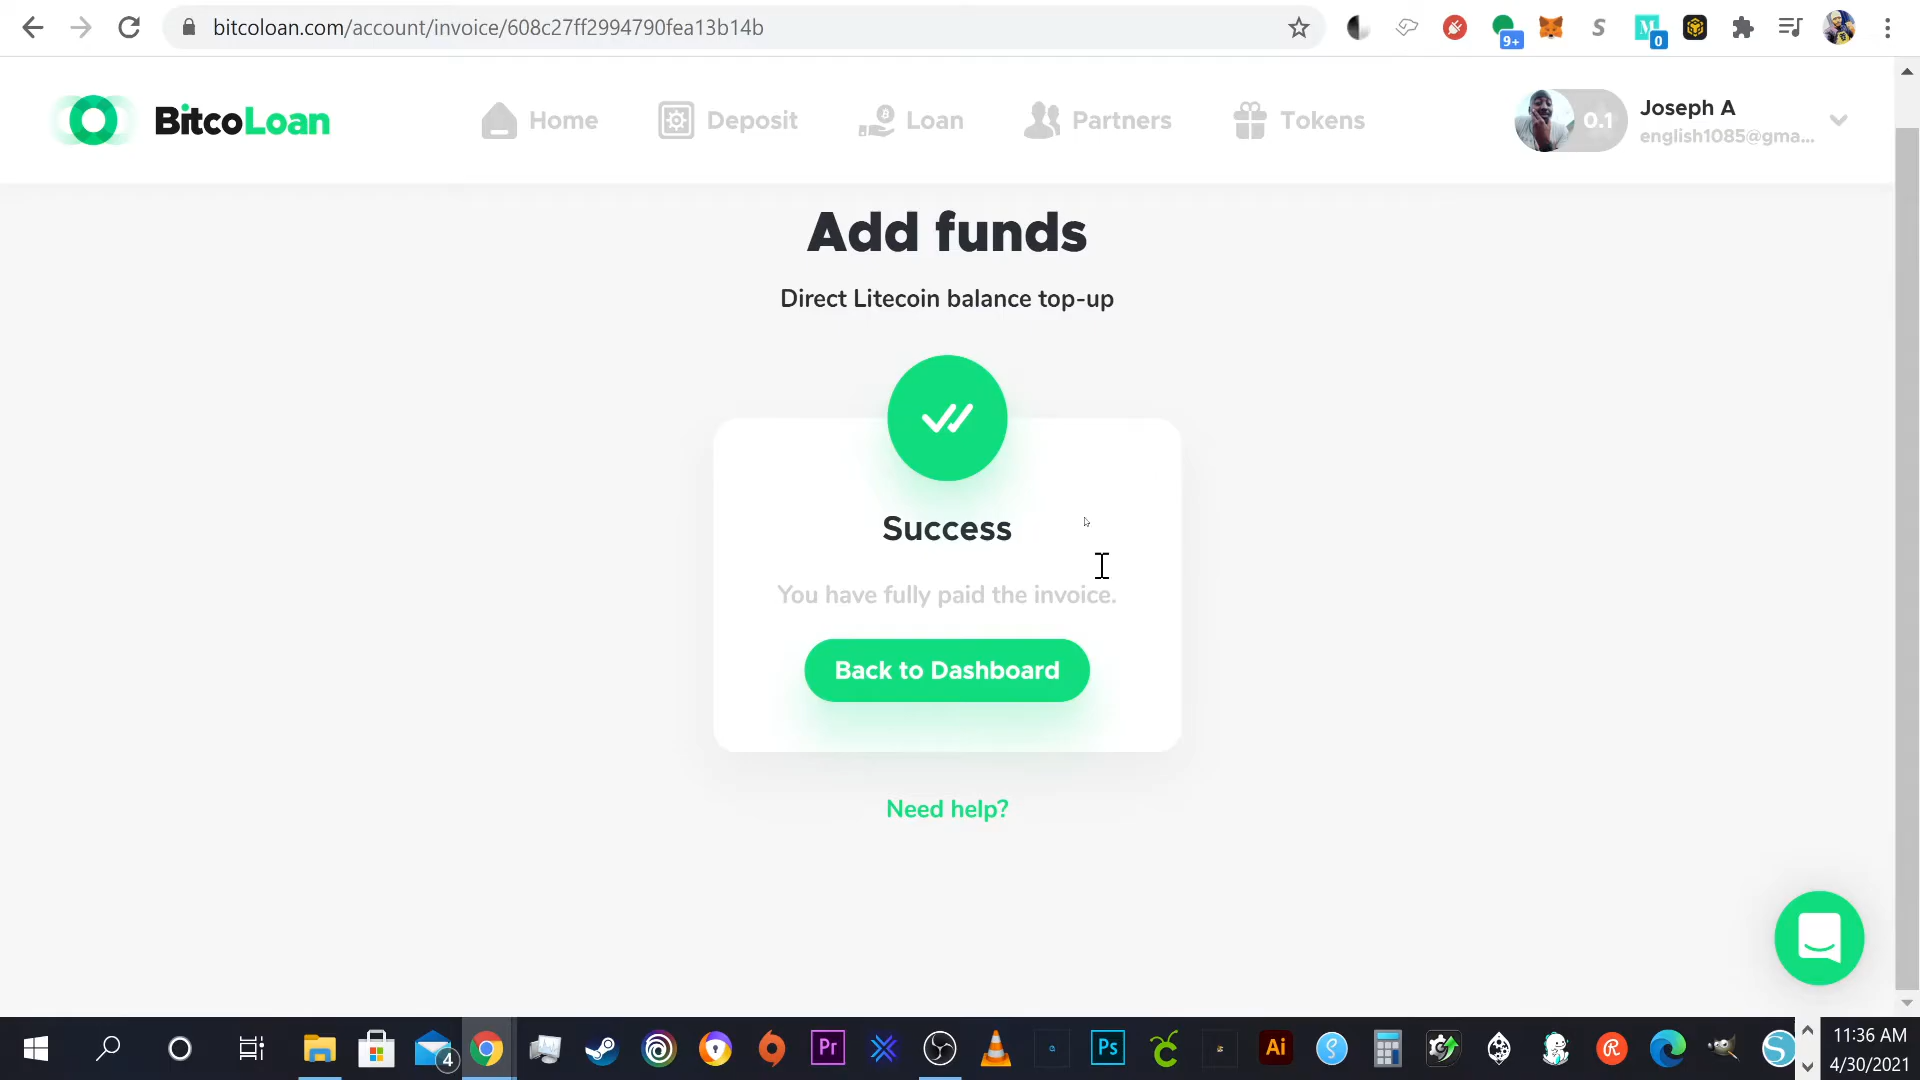 bitcoloan.com/account/invoice/608c27ff2994790fea13b14b
9+
S
M
0
BitcoLoan
Home
Deposit
Loan
Partners
Tokens
0.1
Joseph A
english1085@gma...
Add funds
Direct Litecoin balance top-up
Success
You have fully paid the invoice.
Back to Dashboard
Need help?
4
Pr
Ps
Ai
R
S
11:36 AM
4/30/2021